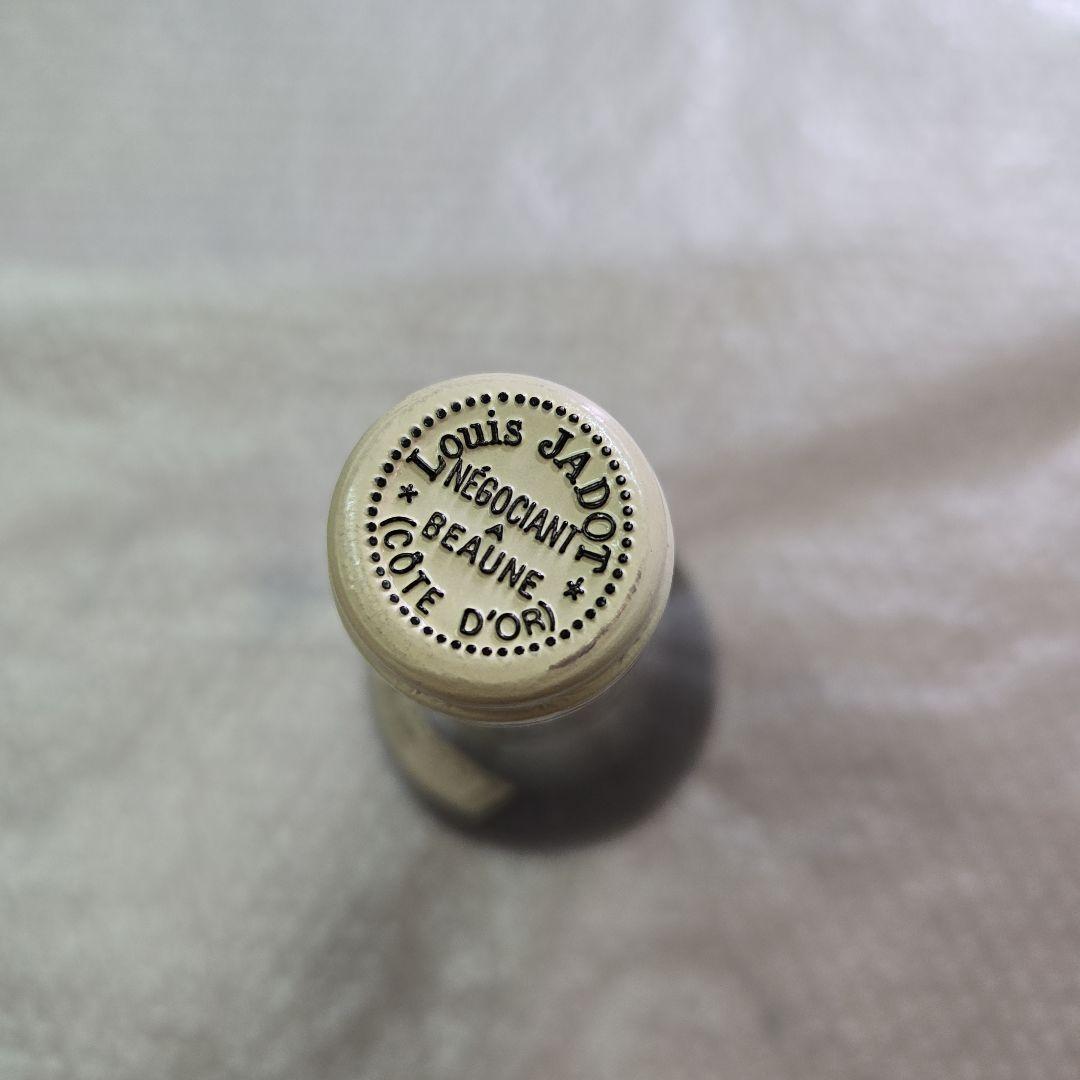 Louis JADOT
NÉGOCIANT
A
BEAUNE
(CÔTE D'OR)